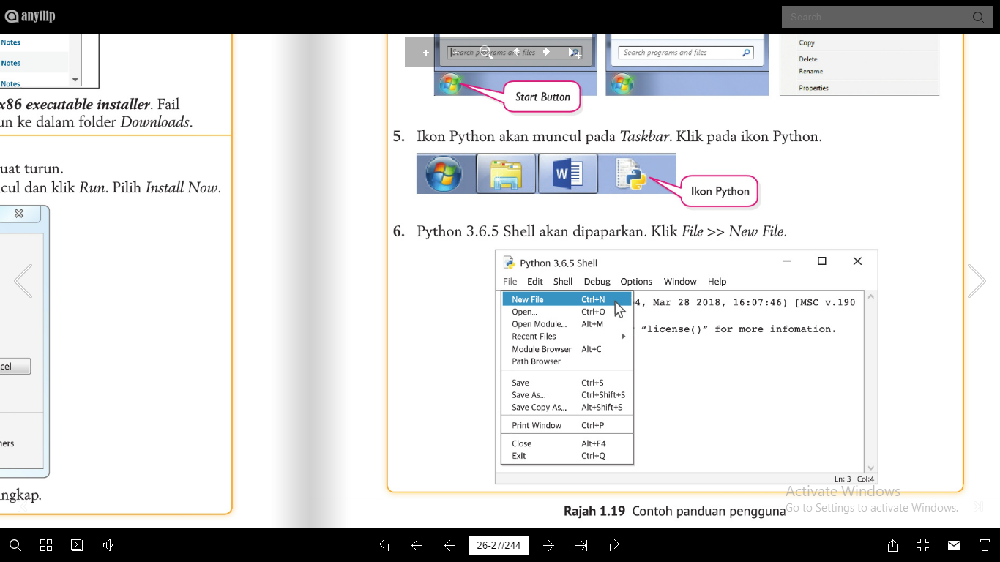 anyflip
Search
Notes
Notes
Notes
x86 executable installer. Fail
un ke dalam folder Downloads.
uat turun.
cul dan klik Run. Pilih Install Now.
cel
ners
ngkap.
Search programs and files
Search programs and files
Start Button
Copy
Delete
Rename
Properties
5. Ikon Python akan muncul pada Taskbar. Klik pada ikon Python.
W
Ikon Python
6. Python 3.6.5 Shell akan dipaparkan. Klik File >> New File.
Python 3.6.5 Shell
File Edit Shell Debug Options Window Help
New File Ctrl+N
Open... Ctrl+O
Open Module... Alt+M
Recent Files
Module Browser Alt+C
Path Browser
Save Ctrl+S
Save As... Ctrl+Shift+S
Save Copy As... Alt+Shift+S
Print Window Ctrl+P
Close Alt+F4
Exit Ctrl+Q
4, Mar 28 2018, 16:07:46) [MSC v.190
“license()” for more infomation.
Ln: 3 Col:4
Rajah 1.19 Contoh panduan pengguna
Activate Windows
Go to Settings to activate Windows.
26-27/244